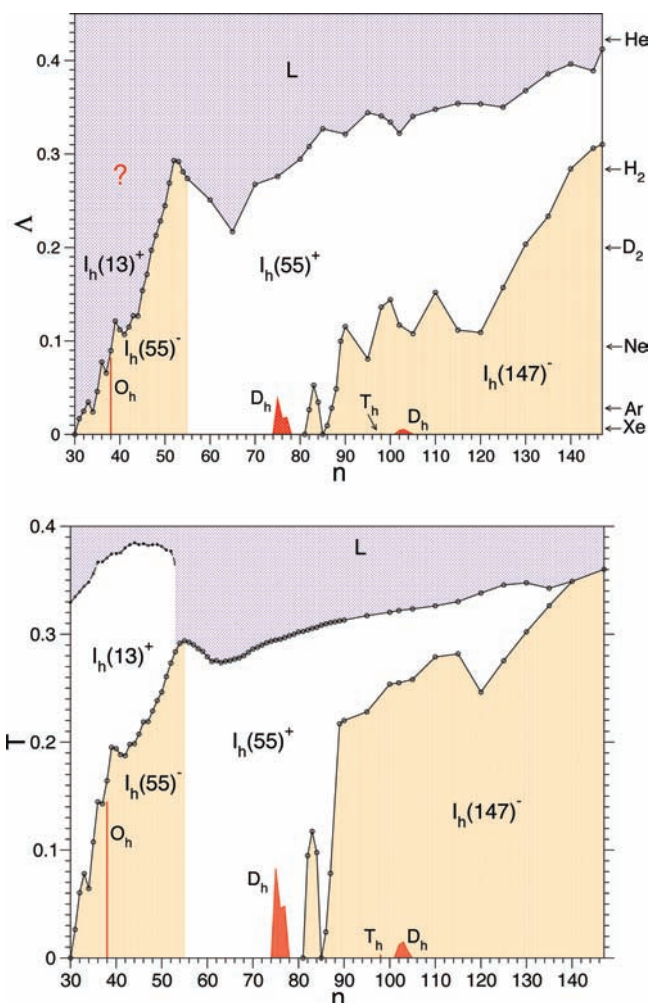 0.4
0.3
0.2
0.1
0
Λ
He
H2
D2
Ne
Ar
Xe
L
?
Ih(13)+
Ih(55)+
Ih(55)-
Oh
Dh
Th
Dh
Ih(147)-
30 40 50 60 70 80 90 100 110 120 130 140
n
0.4
0.3
0.2
0.1
0
T
L
Ih(13)+
Ih(55)+
Ih(55)-
Oh
Dh
Th
Dh
Ih(147)-
30 40 50 60 70 80 90 100 110 120 130 140
n